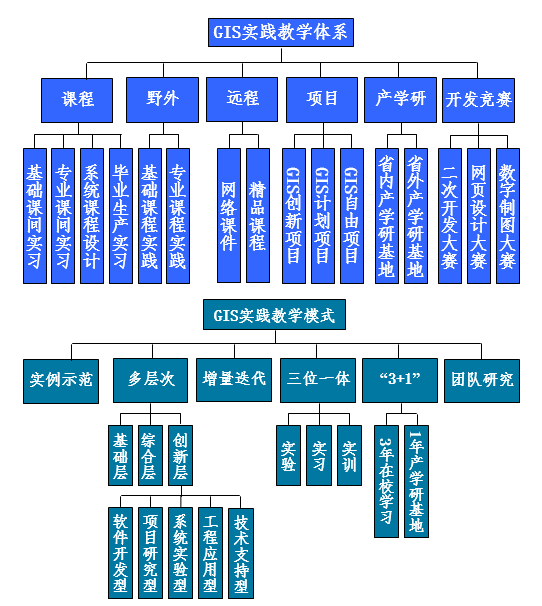 GIS实践教学体系
课程
野外
远程
项目
产学研
开发竞赛
基础课间实习
专业课间实习
系统课程设计
毕业生产实习
基础课程实践
专业课程实践
网络课件
精品课程
GIS创新项目
GIS计划项目
GIS自由项目
省内产学研基地
省外产学研基地
二次开发大赛
网页设计大赛
数字制图大赛
GIS实践教学模式
实例示范
多层次
增量迭代
三位一体
“3+1”
团队研究
基础层
综合层
创新层
实验
实习
实训
3年在校学习
1年产学研基地
软件开发型
项目研究型
系统实验型
工程应用型
技术支持型